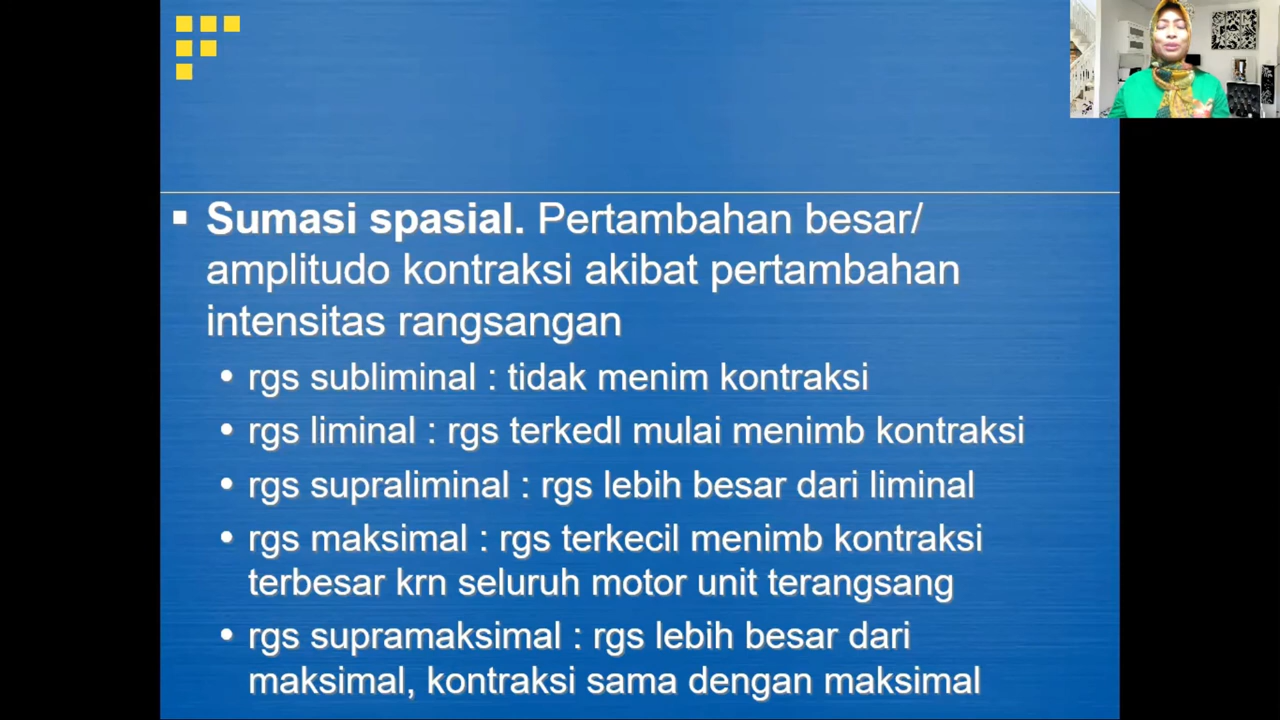 Sumasi spasial. Pertambahan besar/
amplitudo kontraksi akibat pertambahan
intensitas rangsangan
rgs subliminal : tidak menim kontraksi
rgs liminal : rgs terkedl mulai menimb kontraksi
rgs supraliminal : rgs lebih besar dari liminal
rgs maksimal : rgs terkecil menimb kontraksi
terbesar krn seluruh motor unit terangsang
rgs supramaksimal : rgs lebih besar dari
maksimal, kontraksi sama dengan maksimal